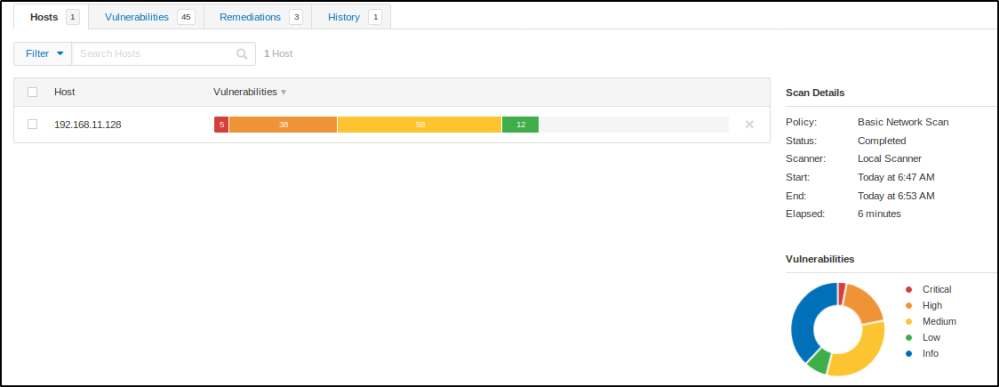 Hosts 1 Vulnerabilities 45 Remediations 3 History 1
Filter Search Hosts 1 Host
Host Vulnerabilities
192.168.11.128 5 38 58 12
Scan Details
Policy: Basic Network Scan
Status: Completed
Scanner: Local Scanner
Start: Today at 6:47 AM
End: Today at 6:53 AM
Elapsed: 6 minutes
Vulnerabilities
Critical
High
Medium
Low
Info